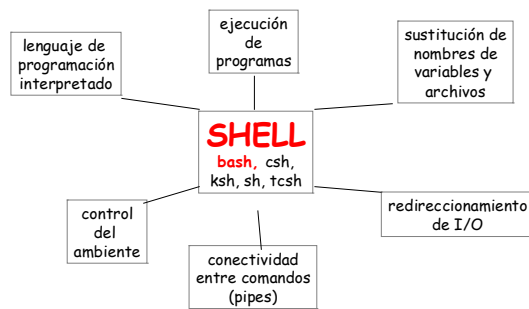 lenguaje de
programación
interpretado
ejecución
de
programas
sustitución de
nombres de
variables y
archivos
SHELL
bash, csh,
ksh, sh, tcsh
control
del
ambiente
conectividad
entre comandos
(pipes)
redireccionamiento
de I/O